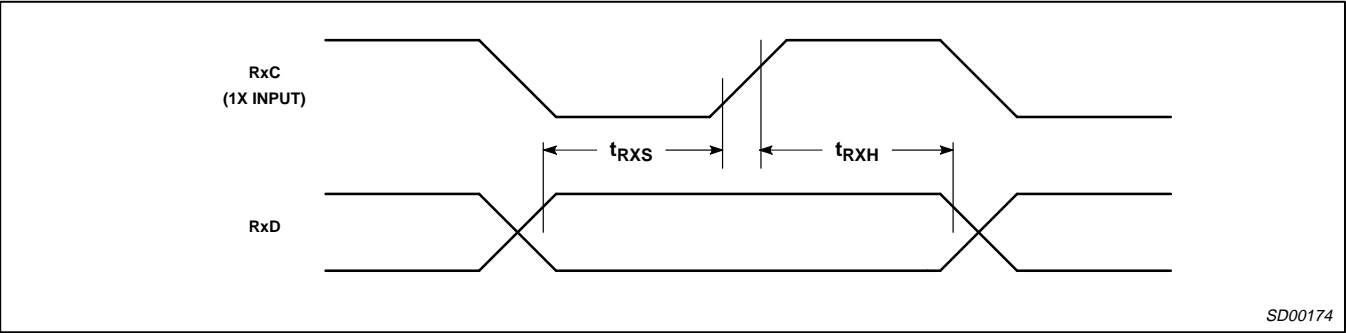 RxC
(1X INPUT)
tRXS
tRXH
RxD
SD00174